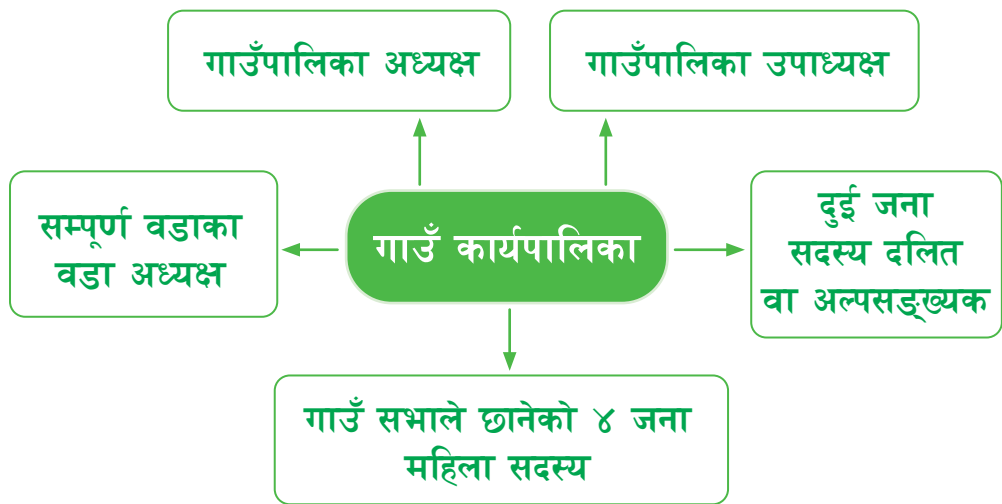 गाउँपालिका अध्यक्ष
गाउँपालिका उपाध्यक्ष
सम्पूर्ण वडाका
वडा अध्यक्ष
गाउँ कार्यपालिका
दुई जना
सदस्य दलित
वा अल्पसङ्ख्यक
गाउँ सभाले छानेको ४ जना
महिला सदस्य